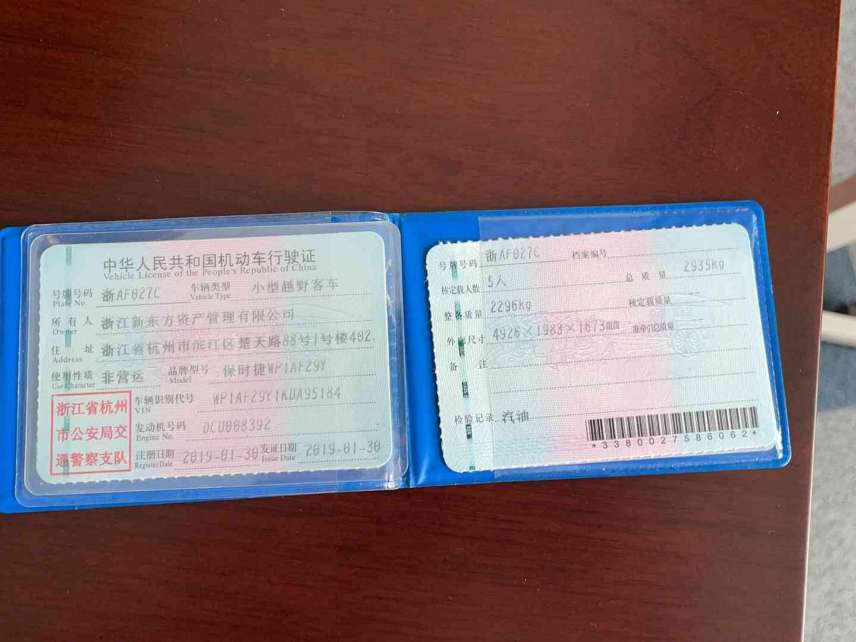 中华人民共和国机动车行驶证
Vehicle License of the People's Republic of China
号牌号码 浙AF027C 车辆类型 小型越野客车
Plate No. Vehicle Type
所有人 浙江新东方资产管理有限公司
Owner
住址 浙江省杭州市滨江区楚天路88号1号楼402.
Address
使用性质 非营运 品牌型号 保时捷WP1AF29Y
Use Character Model
浙江省杭州
市公安局交
通警察支队
车辆识别代号 WP1AF29Y1KDA95184
VIN
发动机号码 DCU008392
Engine No.
注册日期 2019-01-30 发证日期 2019-01-30
Register Date Issue Date
号牌号码 浙AF027C 档案编号
核定载人数 5人 总质量 2935kg
整备质量 2296kg 核定载质量
外廓尺寸 4926×1983×1673mm 准牵引总质量
备注
检验记录 汽油
*3380027586062*